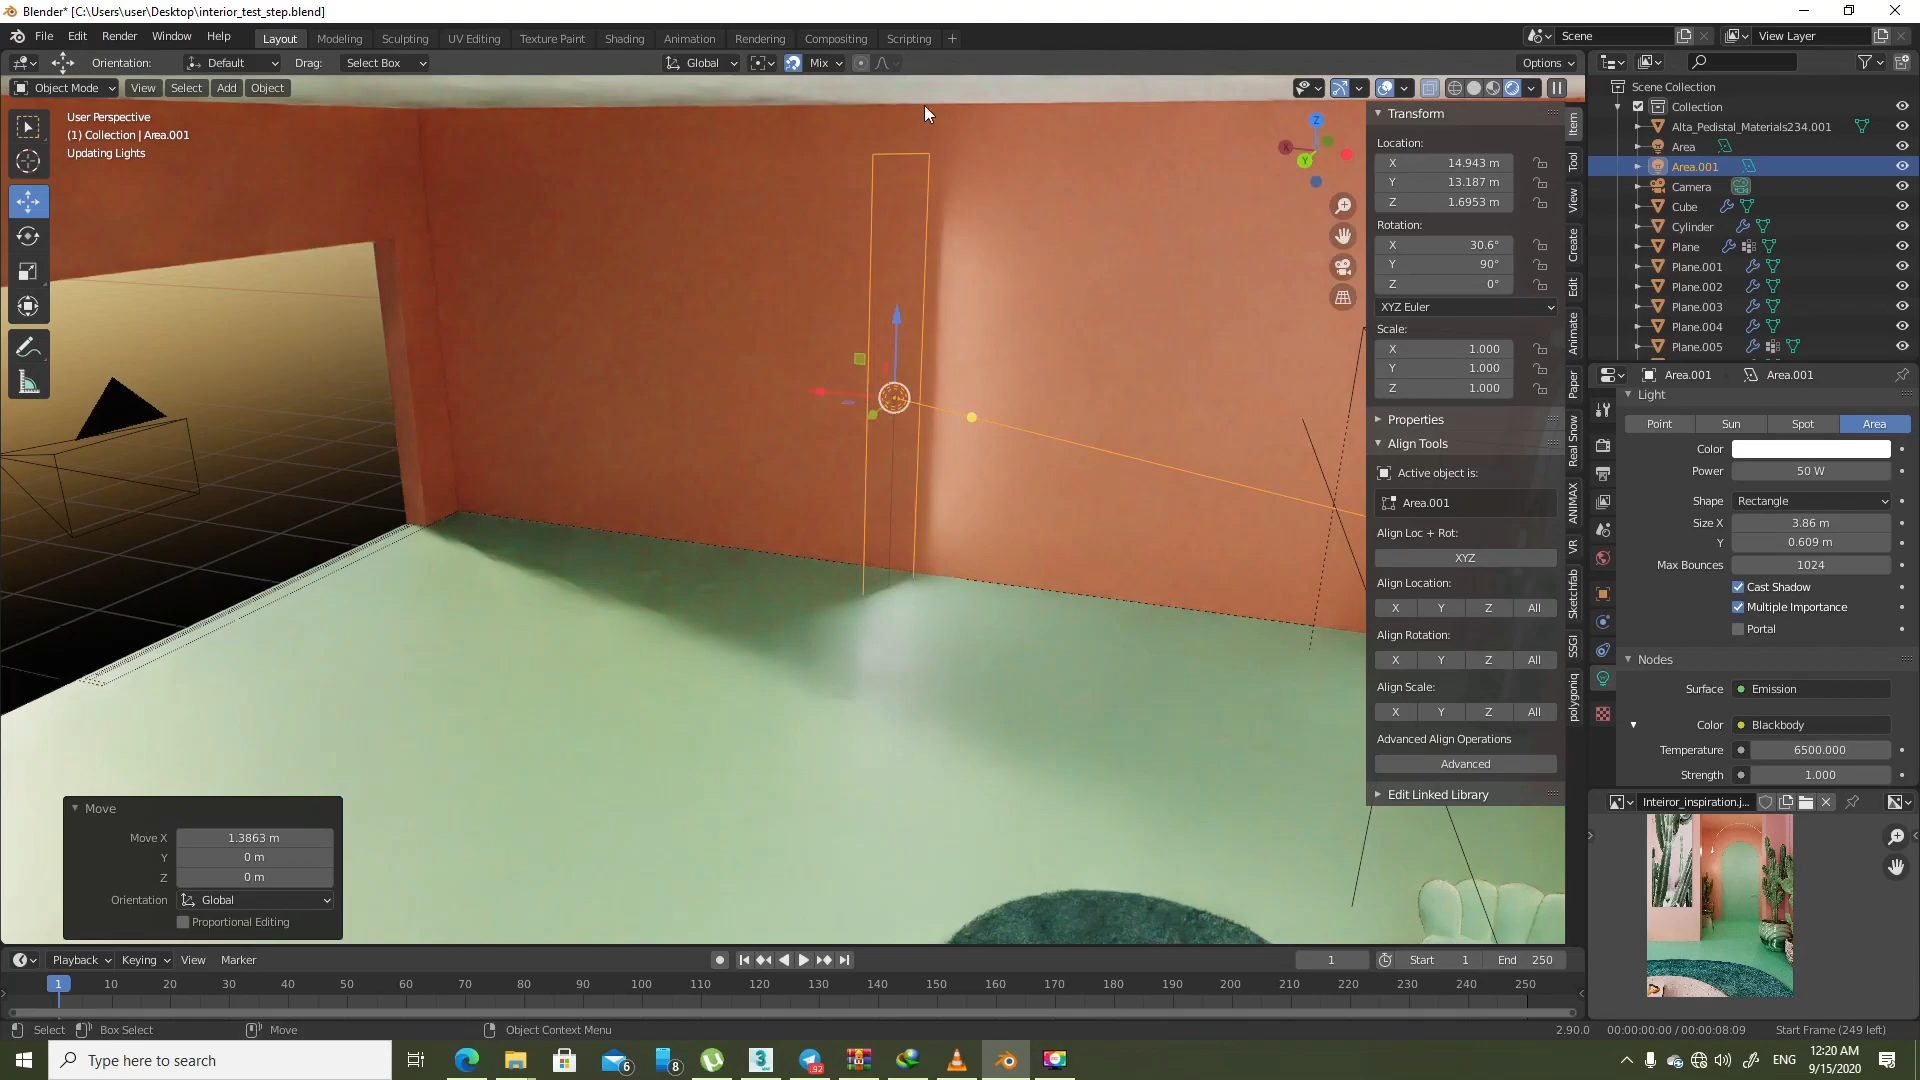 Blender* [C:\Users\user\Desktop\interior_test_step.blend]
File Edit Render Window Help
Layout Modeling Sculpting UV Editing Texture Paint Shading Animation Rendering Compositing Scripting +
Scene
View Layer
Orientation: Default Drag: Select Box
Global
Mix
Options
Object Mode View Select Add Object
User Perspective
(1) Collection | Area.001
Updating Lights
Z
X
Y
Transform
Location:
X 14.943 m
Y 13.187 m
Z 1.6953 m
Rotation:
X 30.6°
Y 90°
Z 0°
XYZ Euler
Scale:
X 1.000
Y 1.000
Z 1.000
Properties
Align Tools
Active object is:
Area.001
Align Loc + Rot:
XYZ
Align Location:
X Y Z All
Align Rotation:
X Y Z All
Align Scale:
X Y Z All
Advanced Align Operations
Advanced
Edit Linked Library
Item
Tool
View
Create
Edit
Animate
Paper
Real Snow
ANIMAX
VR
Sketchfab
SSGI
polygoniq
Scene Collection
Collection
Alta_Pedistal_Materials234.001
Area
Area.001
Camera
Cube
Cylinder
Plane
Plane.001
Plane.002
Plane.003
Plane.004
Plane.005
Area.001 Area.001
Light
Point Sun Spot Area
Color
Power 50 W
Shape Rectangle
Size X 3.86 m
Y 0.609 m
Max Bounces 1024
Cast Shadow
Multiple Importance
Portal
Nodes
Surface Emission
Color Blackbody
Temperature 6500.000
Strength 1.000
Inteiror_inspiration.j...
Move
Move X 1.3863 m
Y 0 m
Z 0 m
Orientation Global
Proportional Editing
Playback Keying View Marker
1
Start 1
End 250
1 10 20 30 40 50 60 70 80 90 100 110 120 130 140 150 160 170 180 190 200 210 220 230 240 250
Select Box Select Move Object Context Menu
2.90.0 00:00:00:00 / 00:00:08:09 Start Frame (249 left)
Type here to search
6
8
3
92
ENG
12:20 AM
9/15/2020